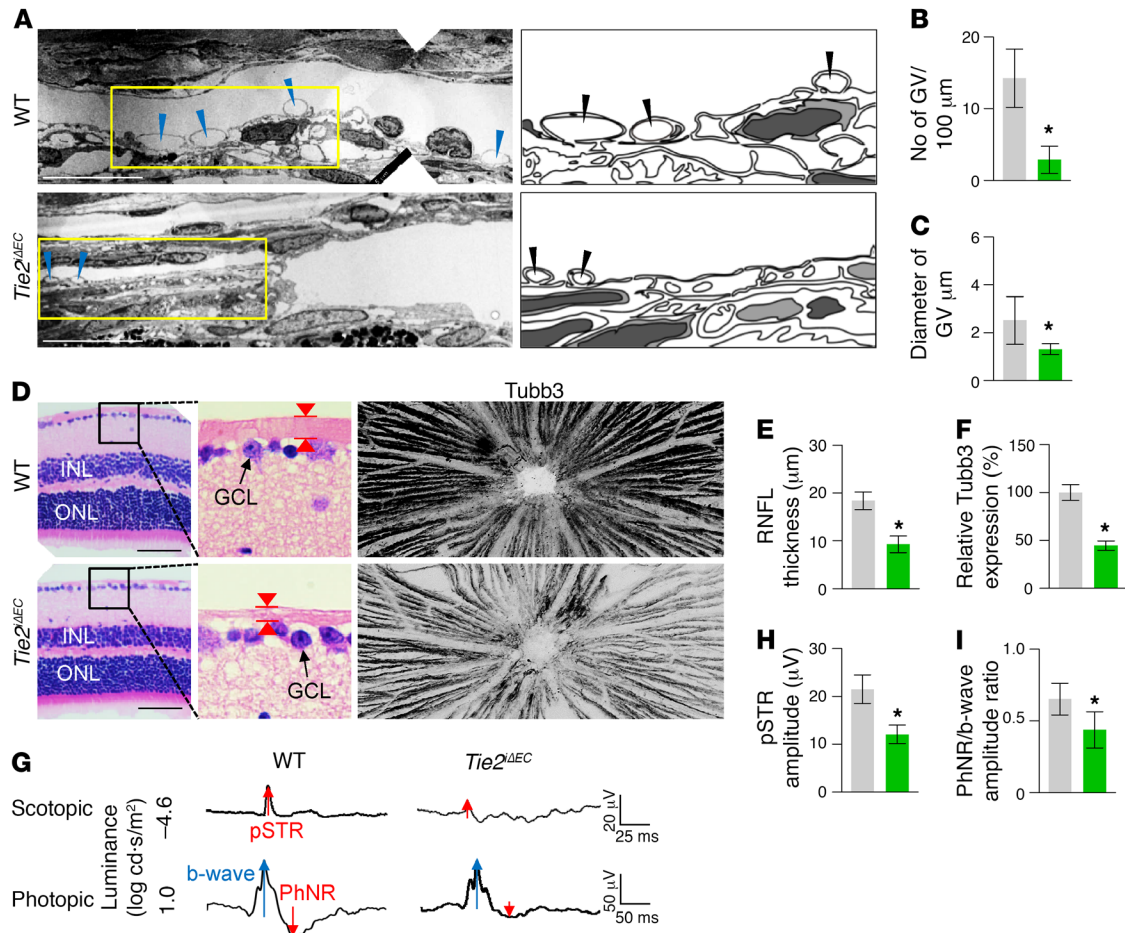 A
WT
Tie2iΔEC
B
No of GV/
100 μm
20
10
0
*
C
Diameter of
GV μm
6
4
2
0
*
D
Tubb3
WT
INL
ONL
GCL
Tie2iΔEC
INL
ONL
GCL
E
RNFL
thickness (μm)
30
20
10
0
*
F
Relative Tubb3
expression (%)
150
100
50
0
*
G
WT
Tie2iΔEC
Scotopic
Photopic
Luminance
(log cd·s/m²)
−4.6
1.0
pSTR
b-wave
PhNR
20 μV
25 ms
50 μV
50 ms
H
pSTR
amplitude (μV)
30
20
10
0
*
I
PhNR/b-wave
amplitude ratio
1.0
0.5
0
*